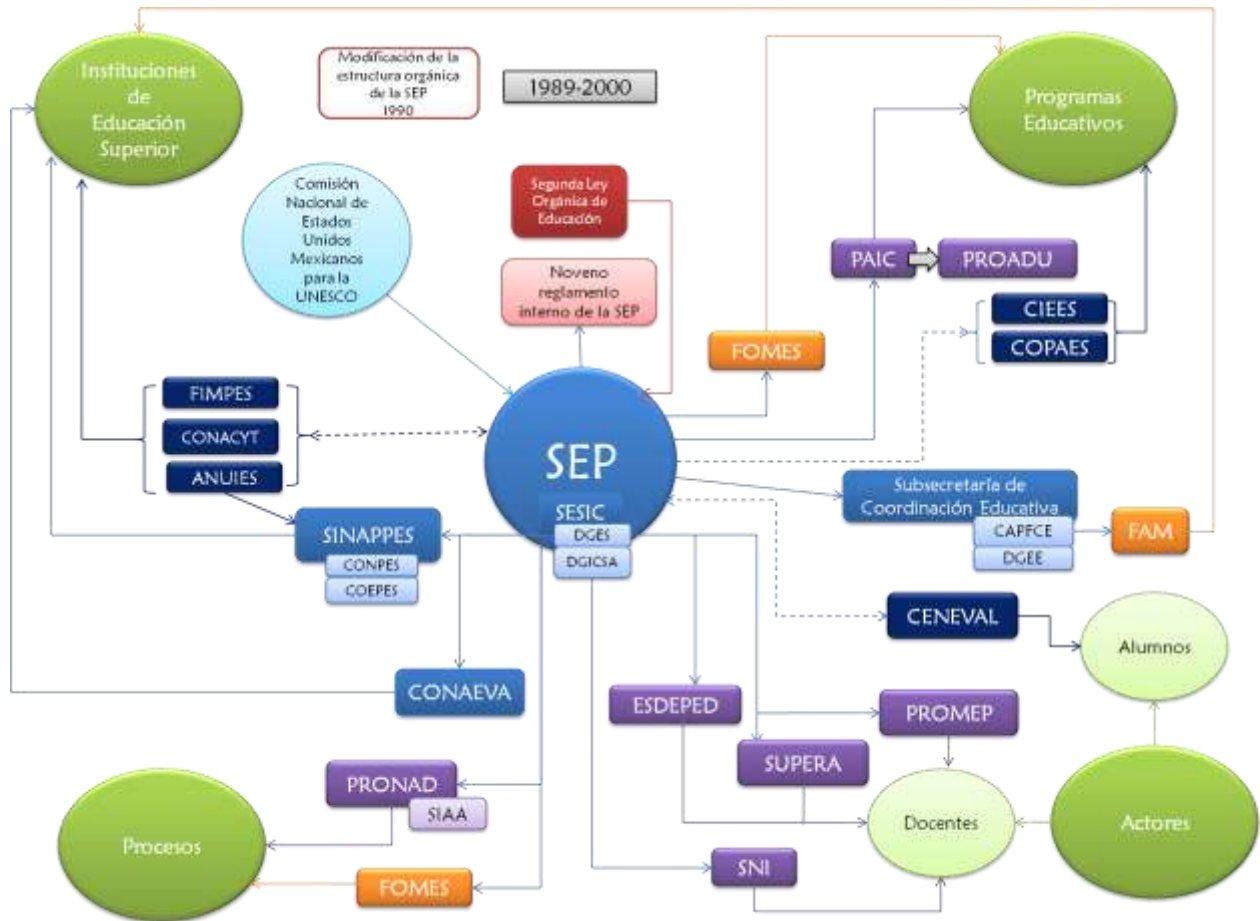 Instituciones
de
Educación
Superior
Modificación de la
estructura orgánica
de la SEP
1990
1989-2000
Programas
Educativos
Comisión
Nacional de
Estados
Unidos
Mexicanos
para la
UNESCO
Segunda Ley
Orgánica de
Educación
Noveno
reglamento
interno de la SEP
PAIC
PROADU
CIEES
COPAES
FOMES
FIMPES
CONACYT
ANUIES
SEP
SESIC
DGES
DGICSA
Subsecretaría de
Coordinación Educativa
CAPFCE
DGEE
FAM
SINAPPES
CONPES
COEPES
CENEVAL
Alumnos
CONAEVA
ESDEPED
PROMEP
SUPERA
PRONAD
SIAA
Procesos
Docentes
Actores
SNI
FOMES